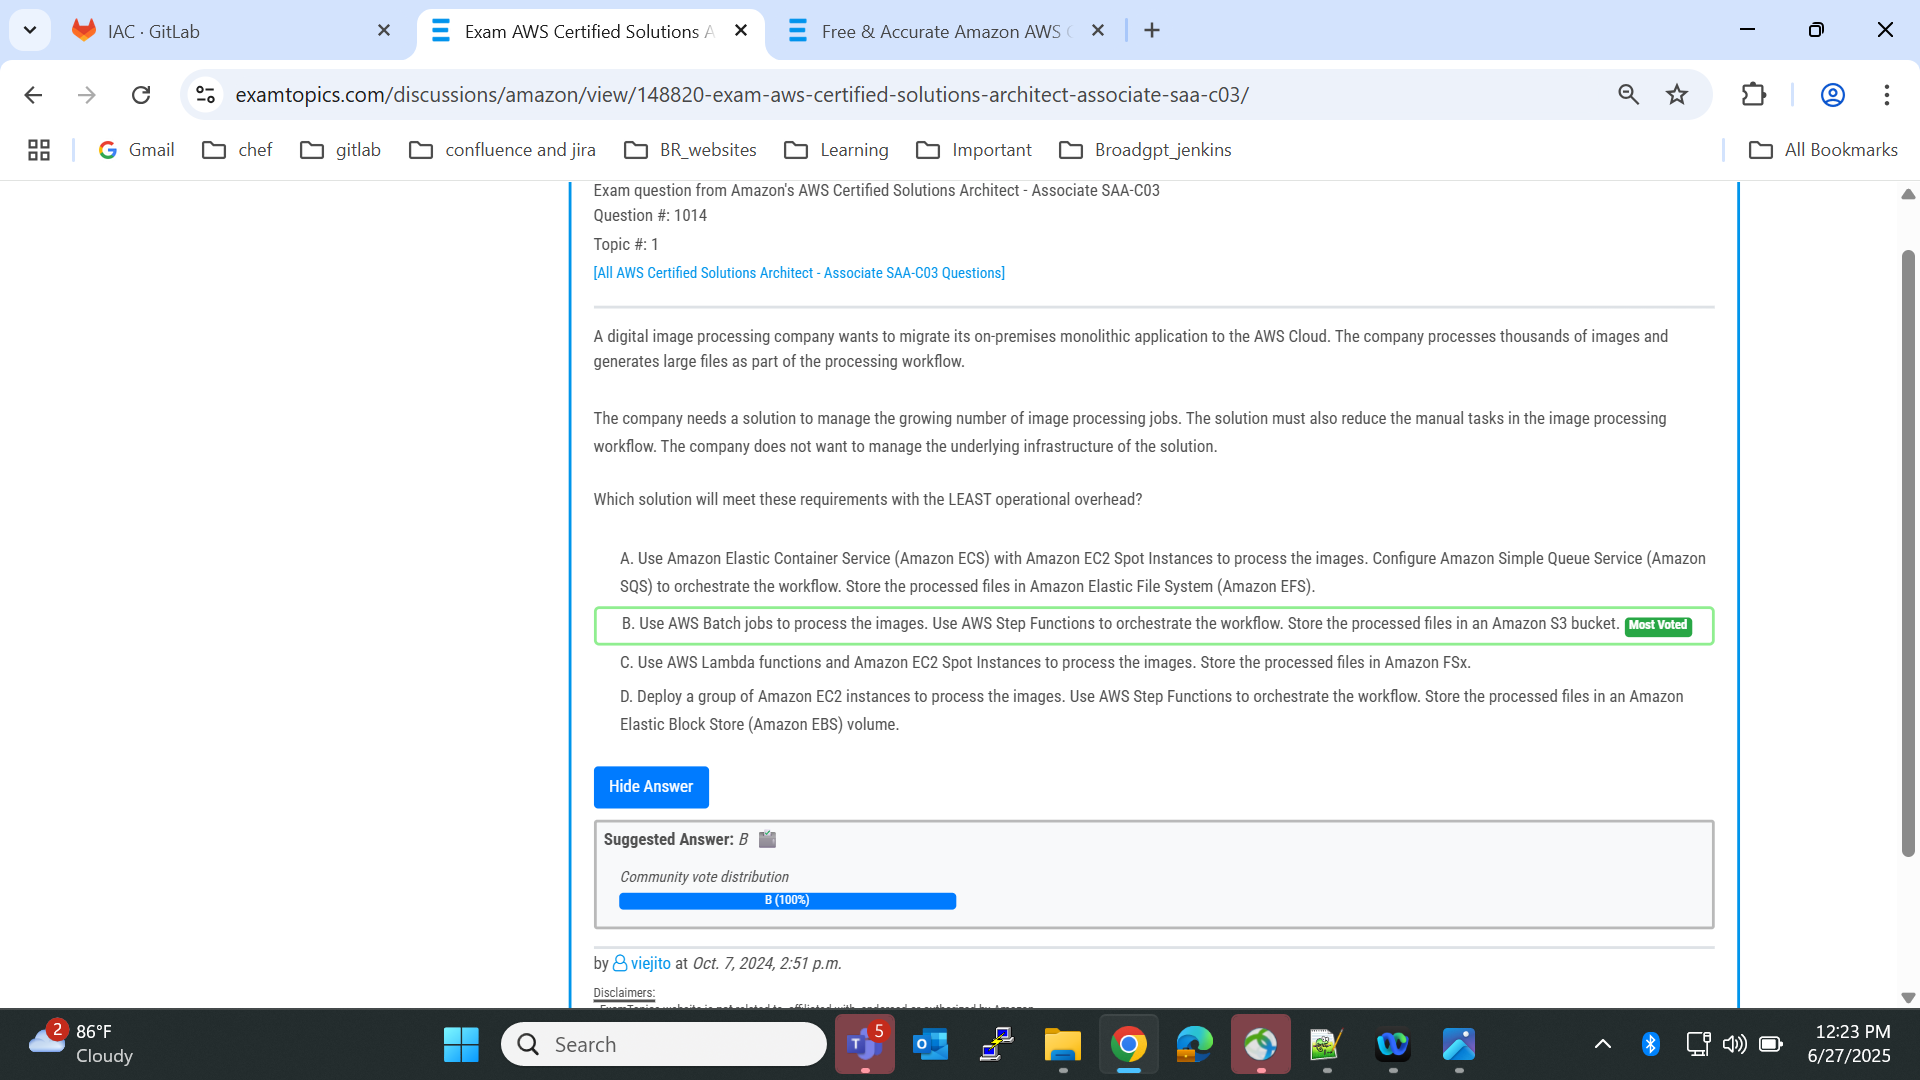 IAC · GitLab
Exam AWS Certified Solutions A
Free & Accurate Amazon AWS C
examtopics.com/discussions/amazon/view/148820-exam-aws-certified-solutions-architect-associate-saa-c03/
Gmail
chef
gitlab
confluence and jira
BR_websites
Learning
Important
Broadgpt_jenkins
All Bookmarks
Exam question from Amazon's AWS Certified Solutions Architect - Associate SAA-C03
Question #: 1014
Topic #: 1
[All AWS Certified Solutions Architect - Associate SAA-C03 Questions]
A digital image processing company wants to migrate its on-premises monolithic application to the AWS Cloud. The company processes thousands of images and
generates large files as part of the processing workflow.
The company needs a solution to manage the growing number of image processing jobs. The solution must also reduce the manual tasks in the image processing
workflow. The company does not want to manage the underlying infrastructure of the solution.
Which solution will meet these requirements with the LEAST operational overhead?
A. Use Amazon Elastic Container Service (Amazon ECS) with Amazon EC2 Spot Instances to process the images. Configure Amazon Simple Queue Service (Amazon
SQS) to orchestrate the workflow. Store the processed files in Amazon Elastic File System (Amazon EFS).
B. Use AWS Batch jobs to process the images. Use AWS Step Functions to orchestrate the workflow. Store the processed files in an Amazon S3 bucket. Most Voted
C. Use AWS Lambda functions and Amazon EC2 Spot Instances to process the images. Store the processed files in Amazon FSx.
D. Deploy a group of Amazon EC2 instances to process the images. Use AWS Step Functions to orchestrate the workflow. Store the processed files in an Amazon
Elastic Block Store (Amazon EBS) volume.
Hide Answer
Suggested Answer: B
Community vote distribution
B (100%)
by viejito at Oct. 7, 2024, 2:51 p.m.
Disclaimers:
2
86°F
Cloudy
Search
5
12:23 PM
6/27/2025